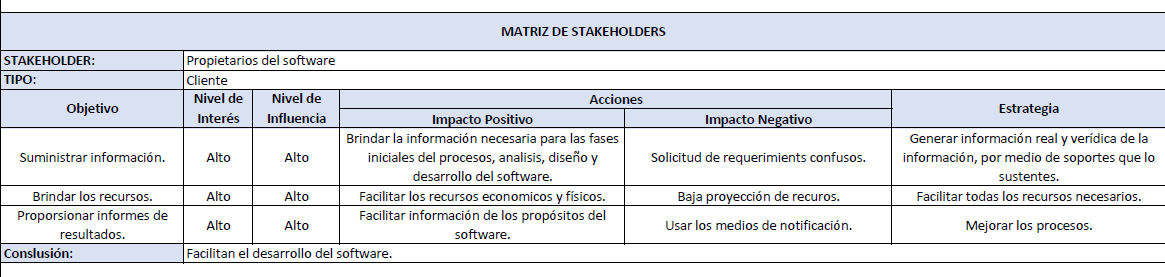 MATRIZ DE STAKEHOLDERS
STAKEHOLDER: Propietarios del software
TIPO: Cliente
Objetivo
Nivel de
Interés
Nivel de
Influencia
Acciones
Impacto Positivo
Impacto Negativo
Estrategia
Suministrar información.
Alto
Alto
Brindar la información necesaria para las fases
iniciales del procesos, analisis, diseño y
desarrollo del software.
Solicitud de requerimients confusos.
Generar información real y verídica de la
información, por medio de soportes que lo
sustentes.
Brindar los recursos.
Alto
Alto
Facilitar los recursos economicos y físicos.
Baja proyección de recuros.
Facilitar todas los recursos necesarios.
Proporsionar informes de
resultados.
Alto
Alto
Facilitar información de los propósitos del
software.
Usar los medios de notificación.
Mejorar los procesos.
Conslusión: Facilitan el desarrollo del software.